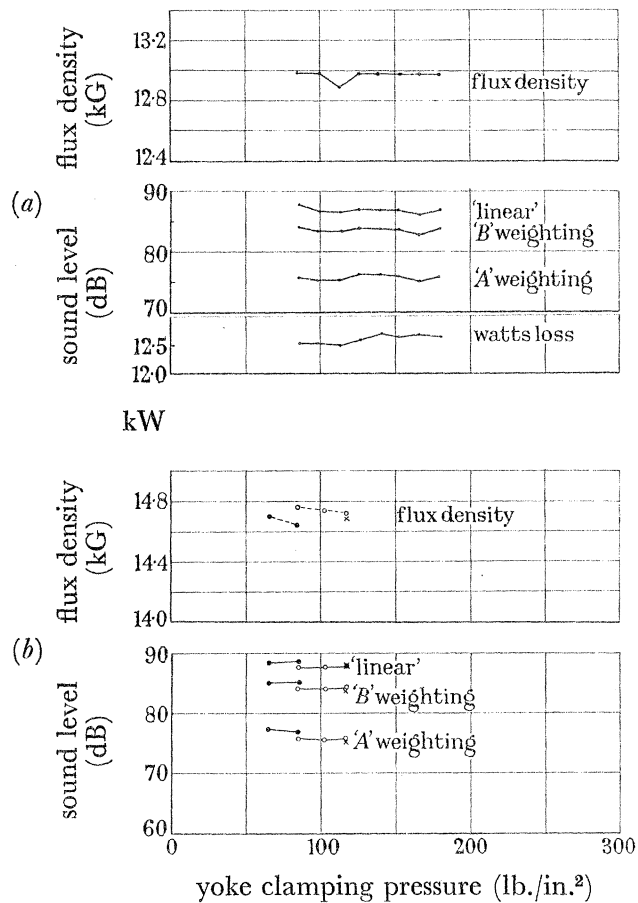 13·2
12·8
12·4
flux density
(kG)
flux density
(a)
90
80
70
sound level
(dB)
'linear'
'B' weighting
'A' weighting
12·5
12·0
watts loss
kW
14·8
14·4
14·0
flux density
(kG)
flux density
(b)
90
80
70
60
sound level
(dB)
'linear'
'B' weighting
'A' weighting
0
100
200
300
yoke clamping pressure (lb./in.²)